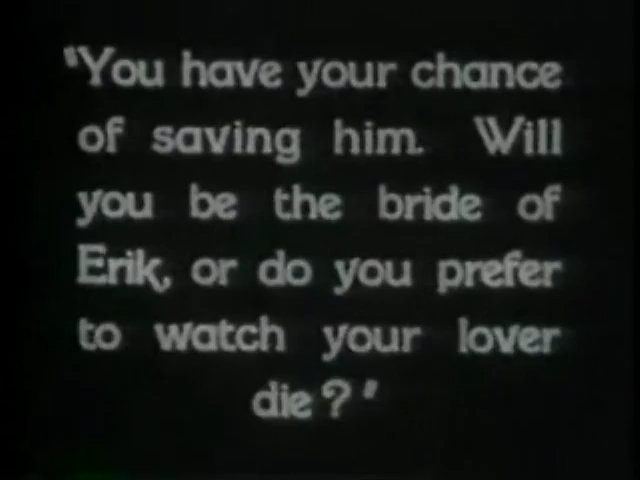 "You have your chance
of saving him. Will
you be the bride of
Erik, or do you prefer
to watch your lover
die?"